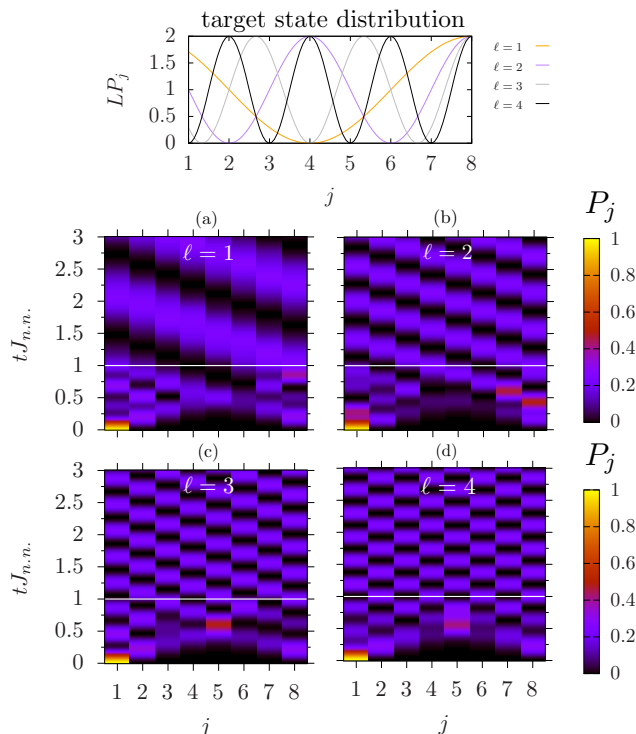 target state distribution
LP_j
2
1.5
1
0.5
0
1 2 3 4 5 6 7 8
j
ℓ = 1
ℓ = 2
ℓ = 3
ℓ = 4
(a)
ℓ = 1
tJ_{n.n.}
3
2.5
2
1.5
1
0.5
0
(b)
ℓ = 2
P_j
1
0.8
0.6
0.4
0.2
0
(c)
ℓ = 3
tJ_{n.n.}
3
2.5
2
1.5
1
0.5
0
1 2 3 4 5 6 7 8
j
(d)
ℓ = 4
1 2 3 4 5 6 7 8
j
P_j
1
0.8
0.6
0.4
0.2
0